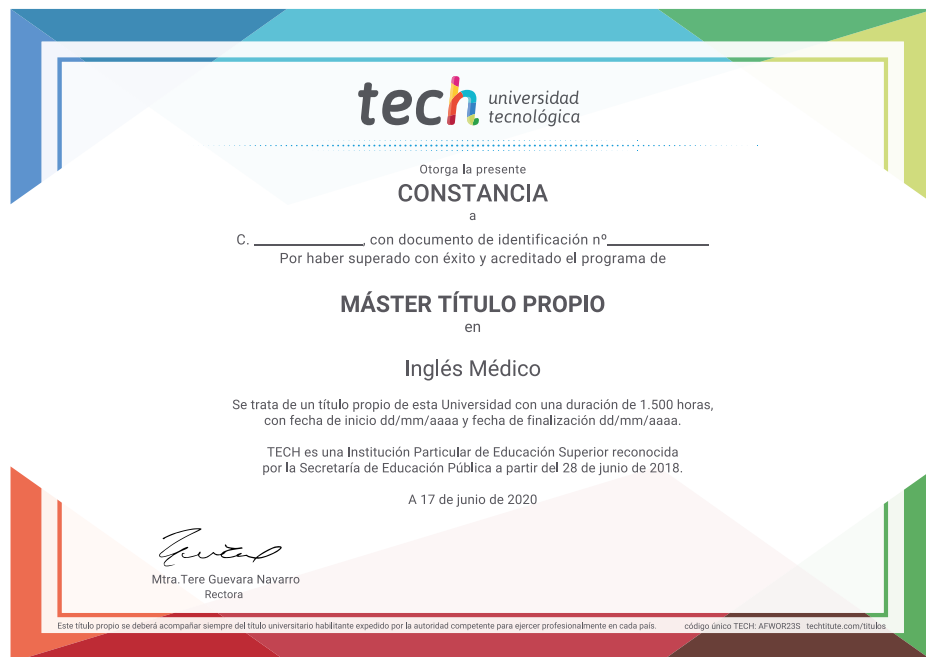 tech universidad
tecnológica
Otorga la presente
CONSTANCIA
a
C. ______________, con documento de identificación nº_____________
Por haber superado con éxito y acreditado el programa de
MÁSTER TÍTULO PROPIO
en
Inglés Médico
Se trata de un título propio de esta Universidad con una duración de 1.500 horas,
con fecha de inicio dd/mm/aaaa y fecha de finalización dd/mm/aaaa.
TECH es una Institución Particular de Educación Superior reconocida
por la Secretaría de Educación Pública a partir del 28 de junio de 2018.
A 17 de junio de 2020
Mtra.Tere Guevara Navarro
Rectora
Este título propio se deberá acompañar siempre del título universitario habilitante expedido por la autoridad competente para ejercer profesionalmente en cada país. código único TECH: AFWOR23S techtitute.com/titulos